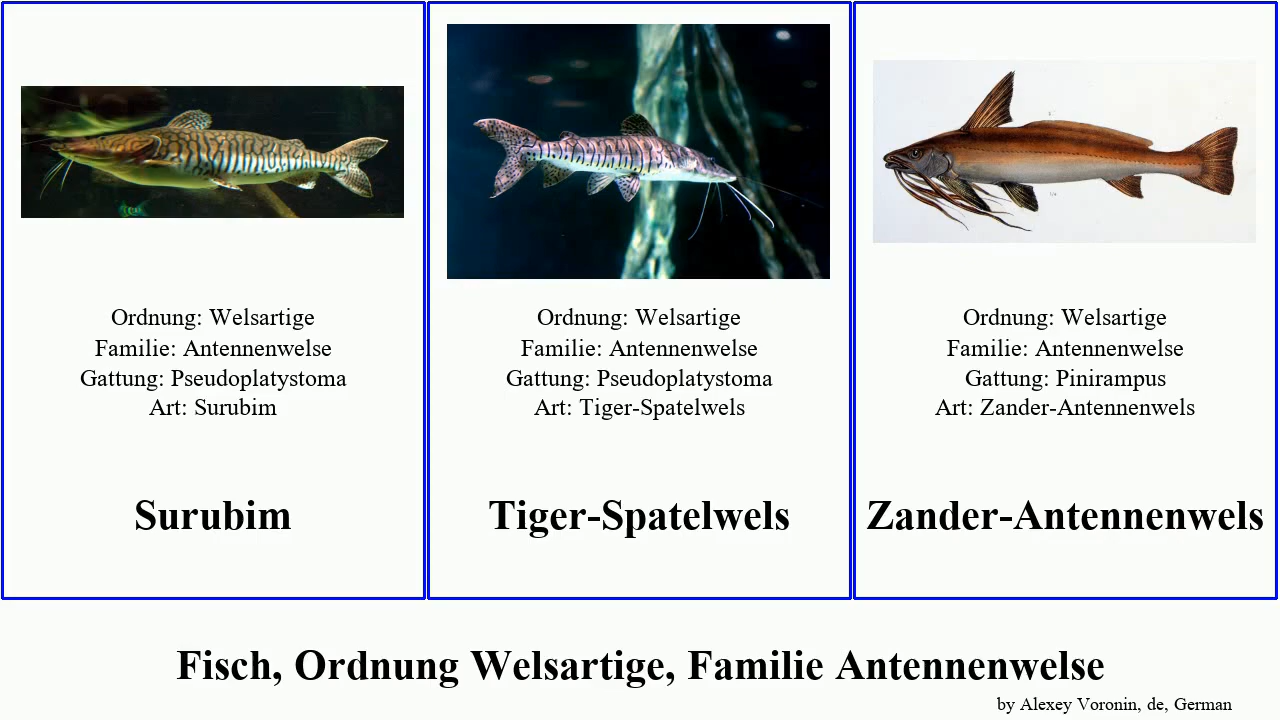 Ordnung: Welsartige
Familie: Antennenwelse
Gattung: Pseudoplatystoma
Art: Surubim
Surubim
Ordnung: Welsartige
Familie: Antennenwelse
Gattung: Pseudoplatystoma
Art: Tiger-Spatelwels
Tiger-Spatelwels
Ordnung: Welsartige
Familie: Antennenwelse
Gattung: Pinirampus
Art: Zander-Antennenwels
Zander-Antennenwels
Fisch, Ordnung Welsartige, Familie Antennenwelse
by Alexey Voronin, de, German